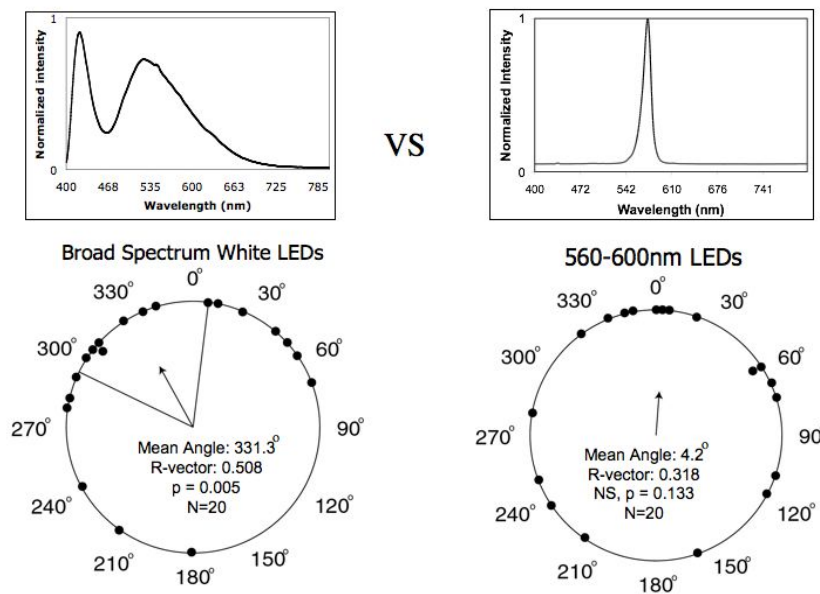 1
Normalized intensity
0
400 468 535 600 663 725 785
Wavelength (nm)
vs
1
Normalized Intensity
0
400 472 542 610 676 741
Wavelength (nm)
Broad Spectrum White LEDs
0°
30°
60°
90°
120°
150°
180°
210°
240°
270°
300°
330°
Mean Angle: 331.3°
R-vector: 0.508
p = 0.005
N=20
560-600nm LEDs
0°
30°
60°
90°
120°
150°
180°
210°
240°
270°
300°
330°
Mean Angle: 4.2°
R-vector: 0.318
NS, p = 0.133
N=20